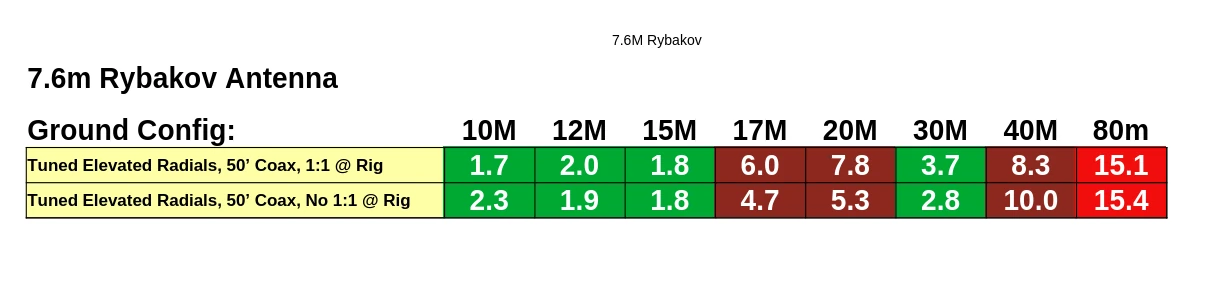 7.6M Rybakov
7.6m Rybakov Antenna
Ground Config: 10M 12M 15M 17M 20M 30M 40M 80m
Tuned Elevated Radials, 50’ Coax, 1:1 @ Rig 1.7 2.0 1.8 6.0 7.8 3.7 8.3 15.1
Tuned Elevated Radials, 50’ Coax, No 1:1 @ Rig 2.3 1.9 1.8 4.7 5.3 2.8 10.0 15.4